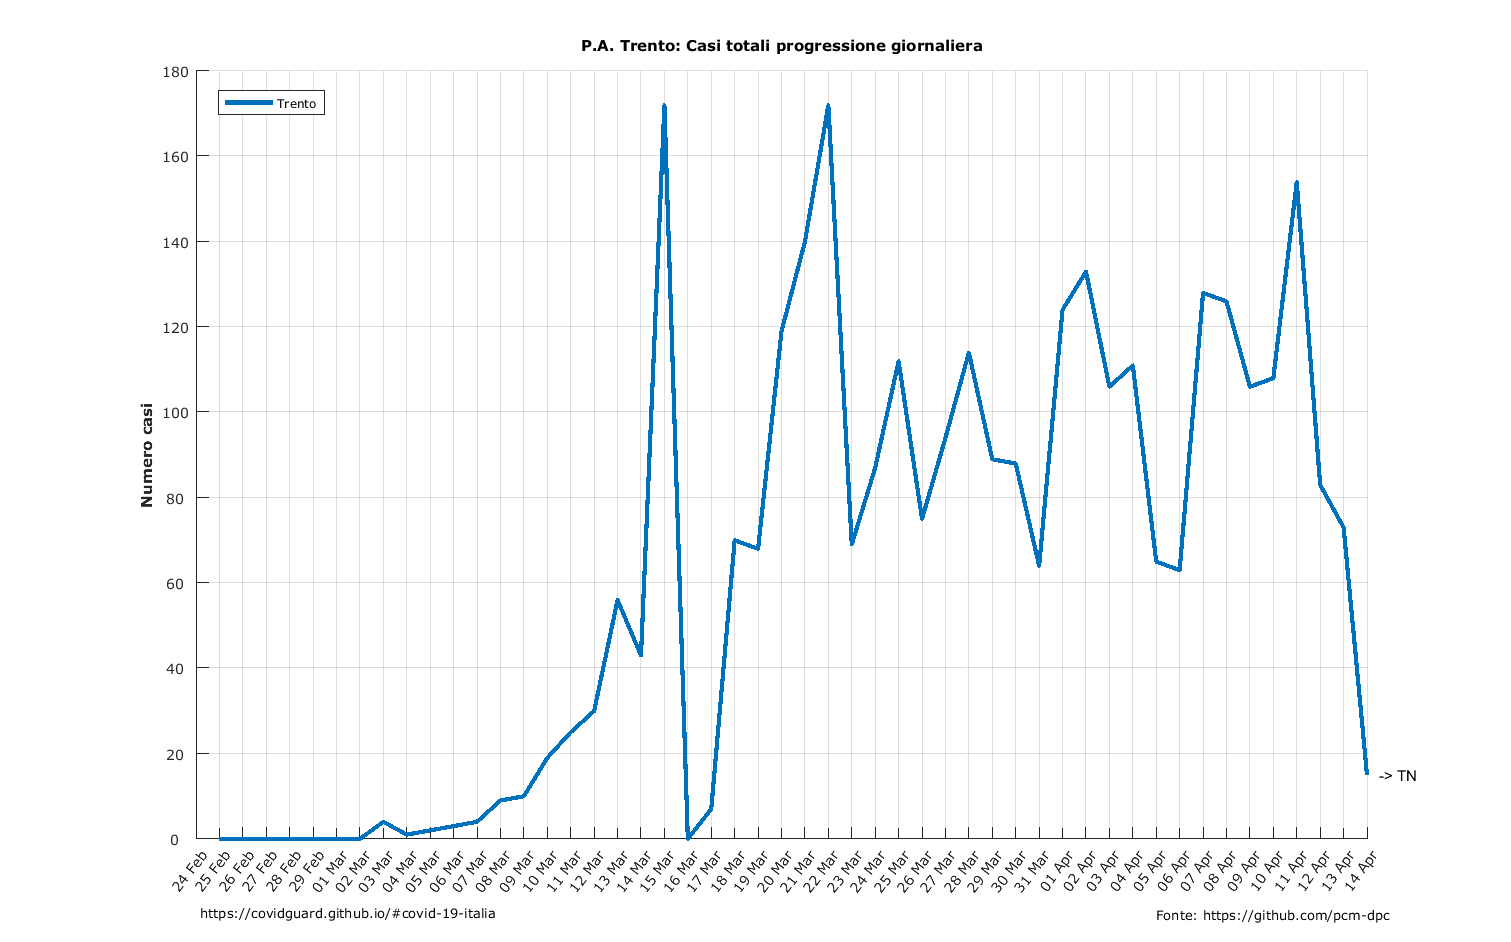 P.A. Trento: Casi totali progressione giornaliera
Trento
Numero casi
180
160
140
120
100
80
60
40
20
0
24 Feb
25 Feb
26 Feb
27 Feb
28 Feb
29 Feb
01 Mar
02 Mar
03 Mar
04 Mar
05 Mar
06 Mar
07 Mar
08 Mar
09 Mar
10 Mar
11 Mar
12 Mar
13 Mar
14 Mar
15 Mar
16 Mar
17 Mar
18 Mar
19 Mar
20 Mar
21 Mar
22 Mar
23 Mar
24 Mar
25 Mar
26 Mar
27 Mar
28 Mar
29 Mar
30 Mar
31 Mar
01 Apr
02 Apr
03 Apr
04 Apr
05 Apr
06 Apr
07 Apr
08 Apr
09 Apr
10 Apr
11 Apr
12 Apr
13 Apr
14 Apr
-> TN
https://covidguard.github.io/#covid-19-italia
Fonte: https://github.com/pcm-dpc